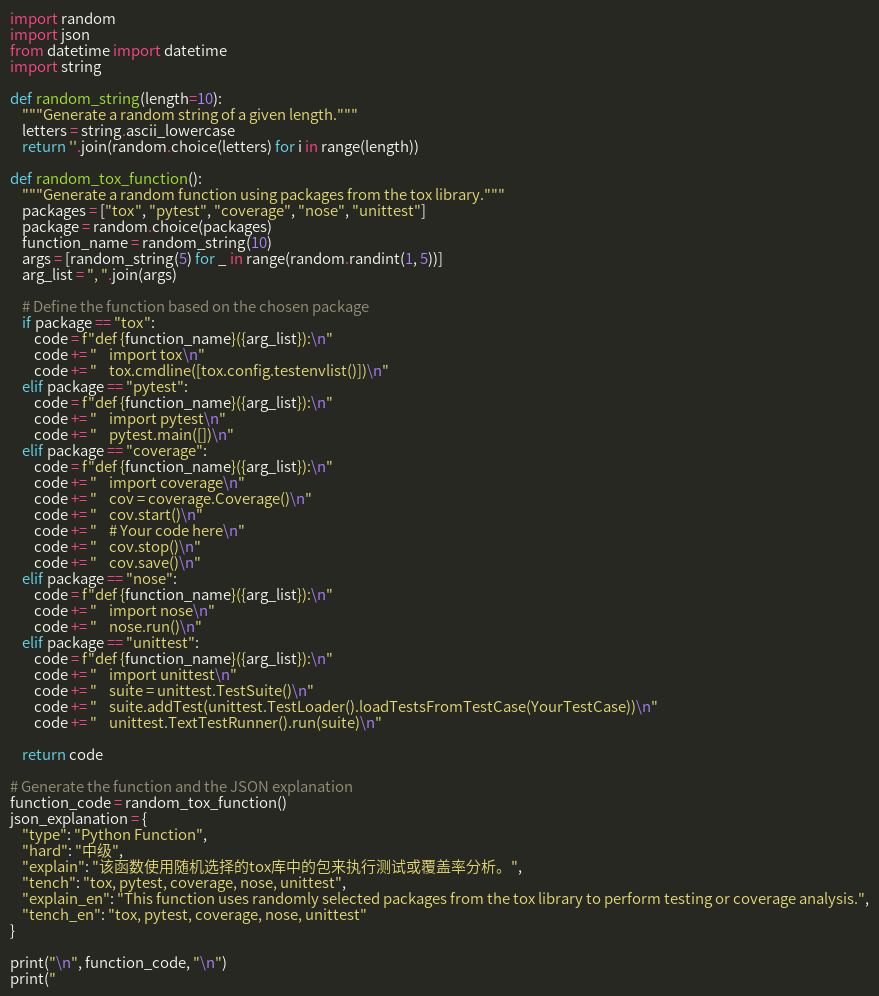 import random
import json
from datetime import datetime
import string

def random_string(length=10):
    """Generate a random string of a given length."""
    letters = string.ascii_lowercase
    return ''.join(random.choice(letters) for i in range(length))

def random_tox_function():
    """Generate a random function using packages from the tox library."""
    packages = ["tox", "pytest", "coverage", "nose", "unittest"]
    package = random.choice(packages)
    function_name = random_string(10)
    args = [random_string(5) for _ in range(random.randint(1, 5))]
    arg_list = ", ".join(args)

    # Define the function based on the chosen package
    if package == "tox":
        code = f"def {function_name}({arg_list}):\n"
        code += "    import tox\n"
        code += "    tox.cmdline([tox.config.testenvlist()])\n"
    elif package == "pytest":
        code = f"def {function_name}({arg_list}):\n"
        code += "    import pytest\n"
        code += "    pytest.main([])\n"
    elif package == "coverage":
        code = f"def {function_name}({arg_list}):\n"
        code += "    import coverage\n"
        code += "    cov = coverage.Coverage()\n"
        code += "    cov.start()\n"
        code += "    # Your code here\n"
        code += "    cov.stop()\n"
        code += "    cov.save()\n"
    elif package == "nose":
        code = f"def {function_name}({arg_list}):\n"
        code += "    import nose\n"
        code += "    nose.run()\n"
    elif package == "unittest":
        code = f"def {function_name}({arg_list}):\n"
        code += "    import unittest\n"
        code += "    suite = unittest.TestSuite()\n"
        code += "    suite.addTest(unittest.TestLoader().loadTestsFromTestCase(YourTestCase))\n"
        code += "    unittest.TextTestRunner().run(suite)\n"

    return code

# Generate the function and the JSON explanation
function_code = random_tox_function()
json_explanation = {
    "type": "Python Function",
    "hard": "中级",
    "explain": "该函数使用随机选择的tox库中的包来执行测试或覆盖率分析。",
    "tench": "tox, pytest, coverage, nose, unittest",
    "explain_en": "This function uses randomly selected packages from the tox library to perform testing or coverage analysis.",
    "tench_en": "tox, pytest, coverage, nose, unittest"
}

print("\n", function_code, "\n")
print("